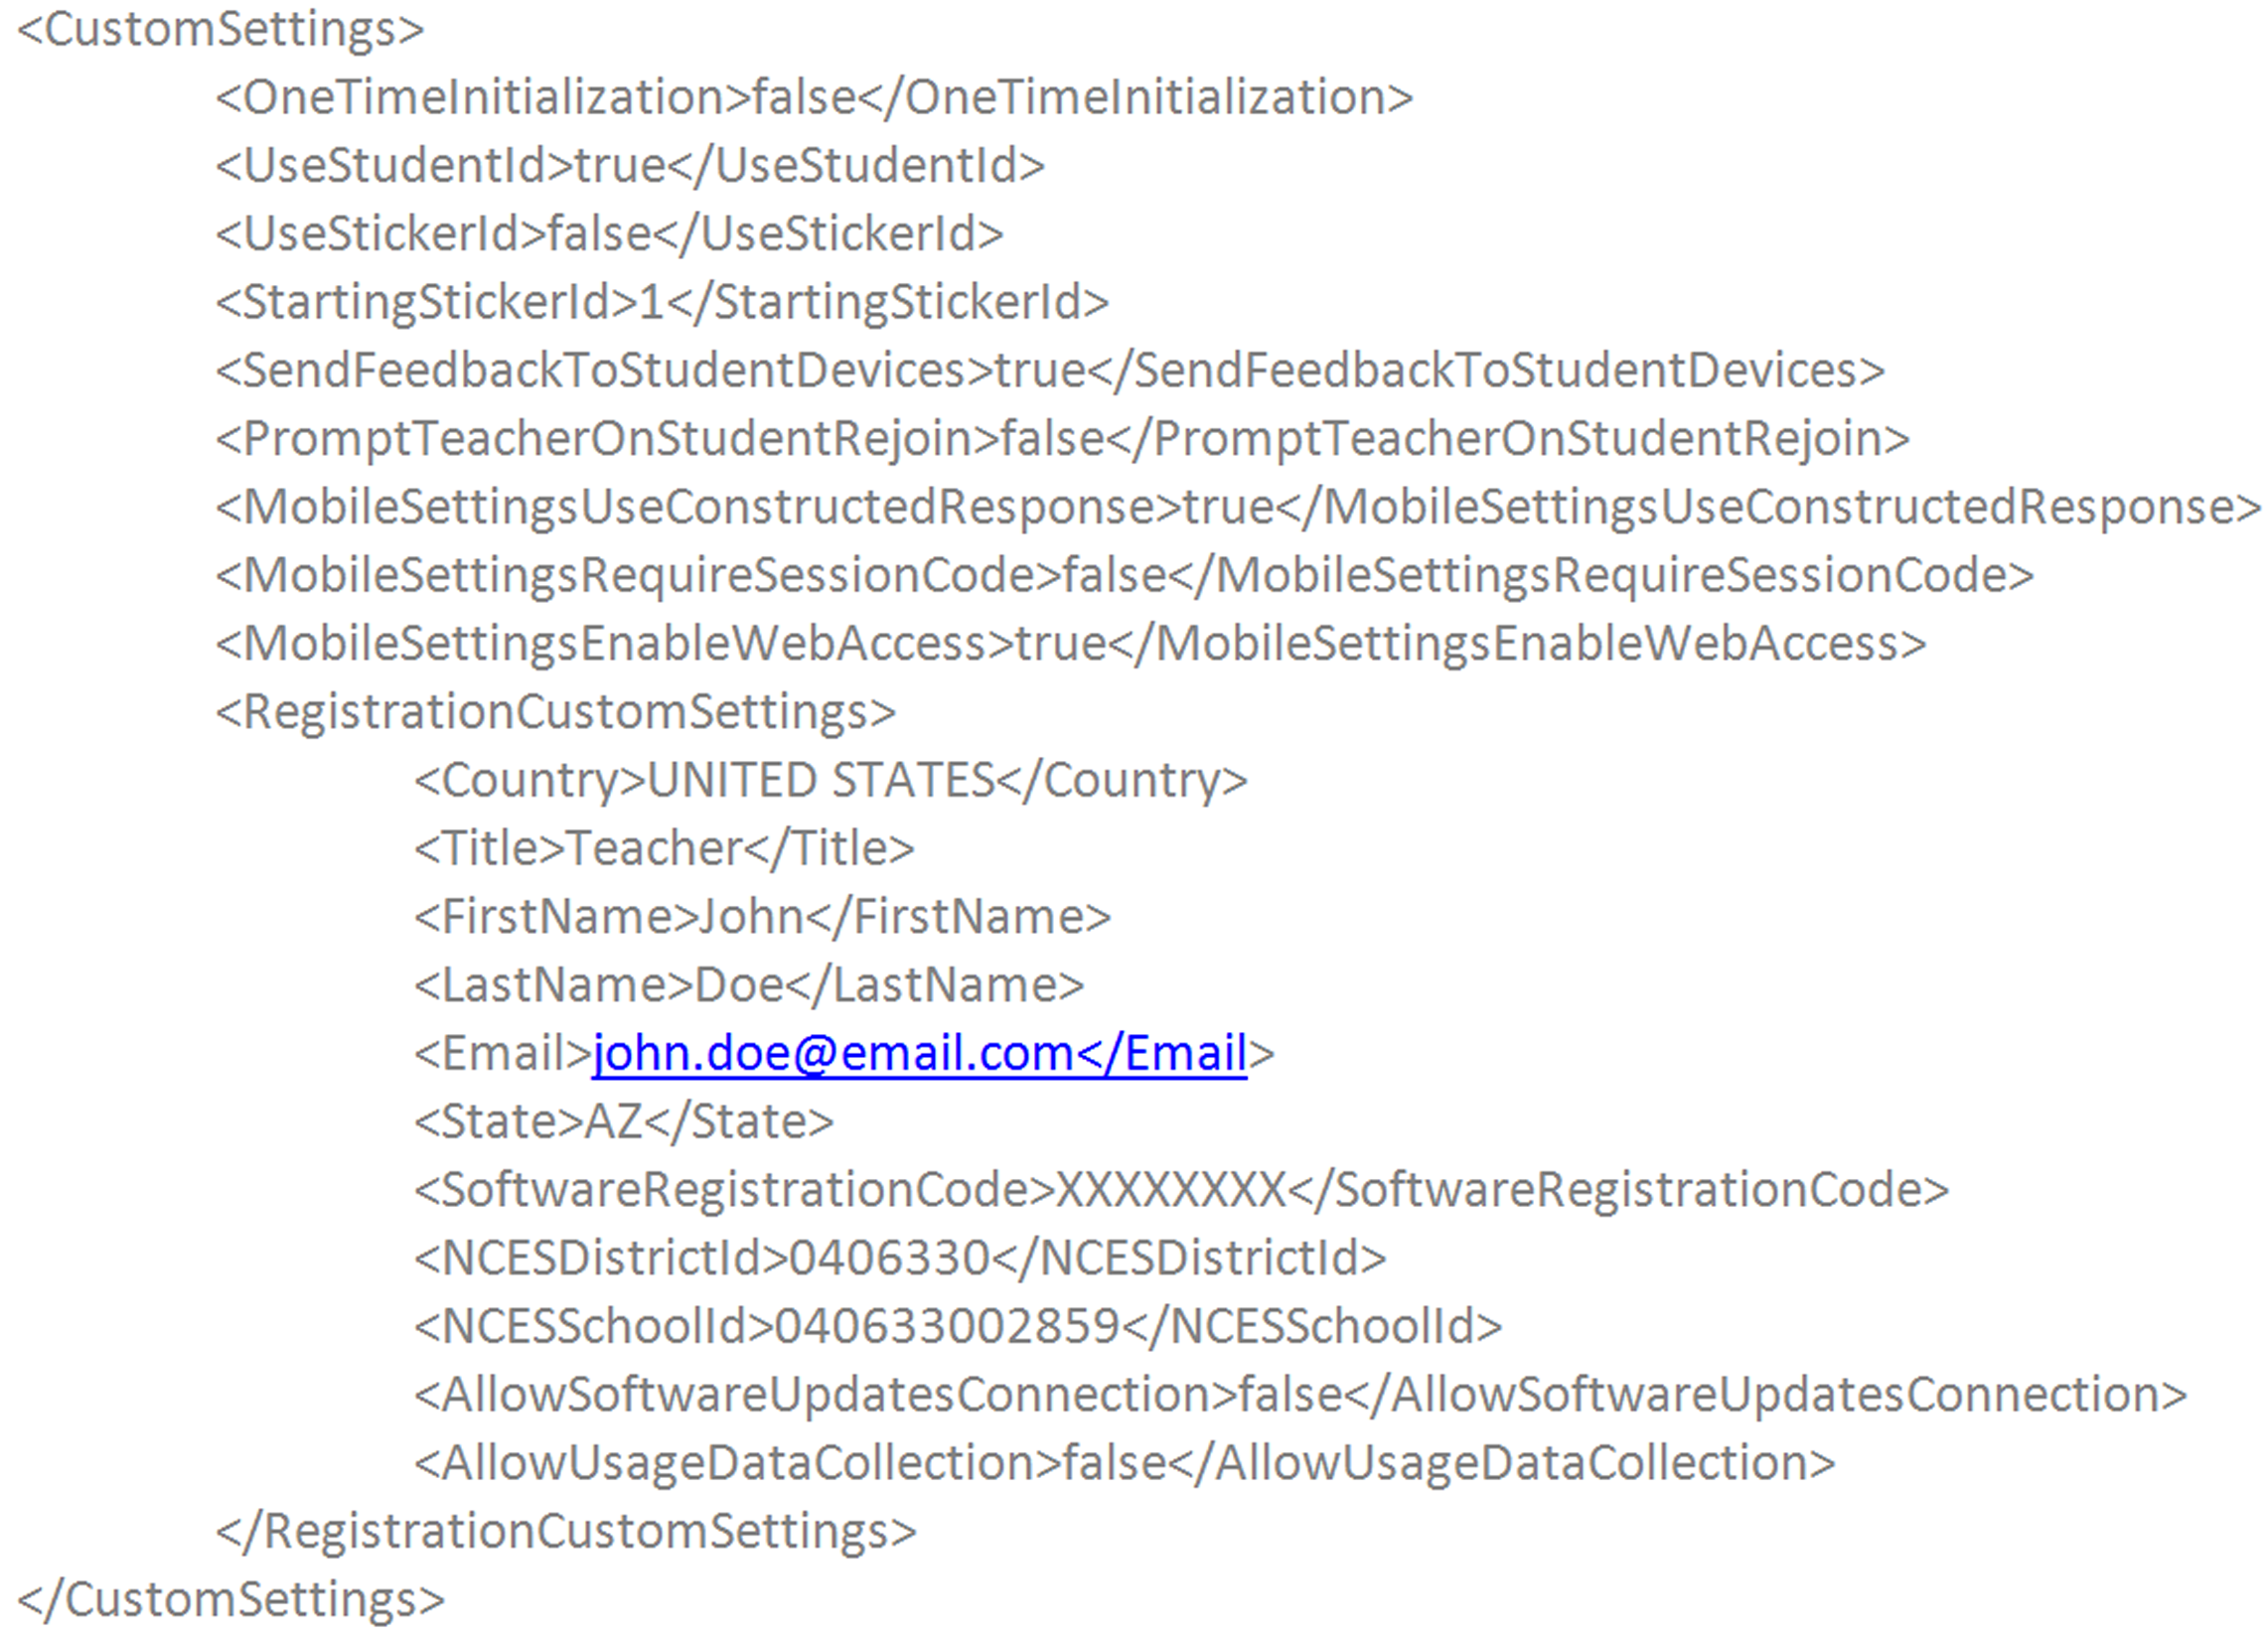 <CustomSettings>
<OneTimeInitialization>false</OneTimeInitialization>
<UseStudentId>true</UseStudentId>
<UseStickerId>false</UseStickerId>
<StartingStickerId>1</StartingStickerId>
<SendFeedbackToStudentDevices>true</SendFeedbackToStudentDevices>
<PromptTeacherOnStudentRejoin>false</PromptTeacherOnStudentRejoin>
<MobileSettingsUseConstructedResponse>true</MobileSettingsUseConstructedResponse>
<MobileSettingsRequireSessionCode>false</MobileSettingsRequireSessionCode>
<MobileSettingsEnableWebAccess>true</MobileSettingsEnableWebAccess>
<RegistrationCustomSettings>
<Country>UNITED STATES</Country>
<Title>Teacher</Title>
<FirstName>John</FirstName>
<LastName>Doe</LastName>
<Email>john.doe@email.com</Email>
<State>AZ</State>
<SoftwareRegistrationCode>XXXXXXXX</SoftwareRegistrationCode>
<NCESDistrictId>0406330</NCESDistrictId>
<NCESSchoolId>040633002859</NCESSchoolId>
<AllowSoftwareUpdatesConnection>false</AllowSoftwareUpdatesConnection>
<AllowUsageDataCollection>false</AllowUsageDataCollection>
</RegistrationCustomSettings>
</CustomSettings>